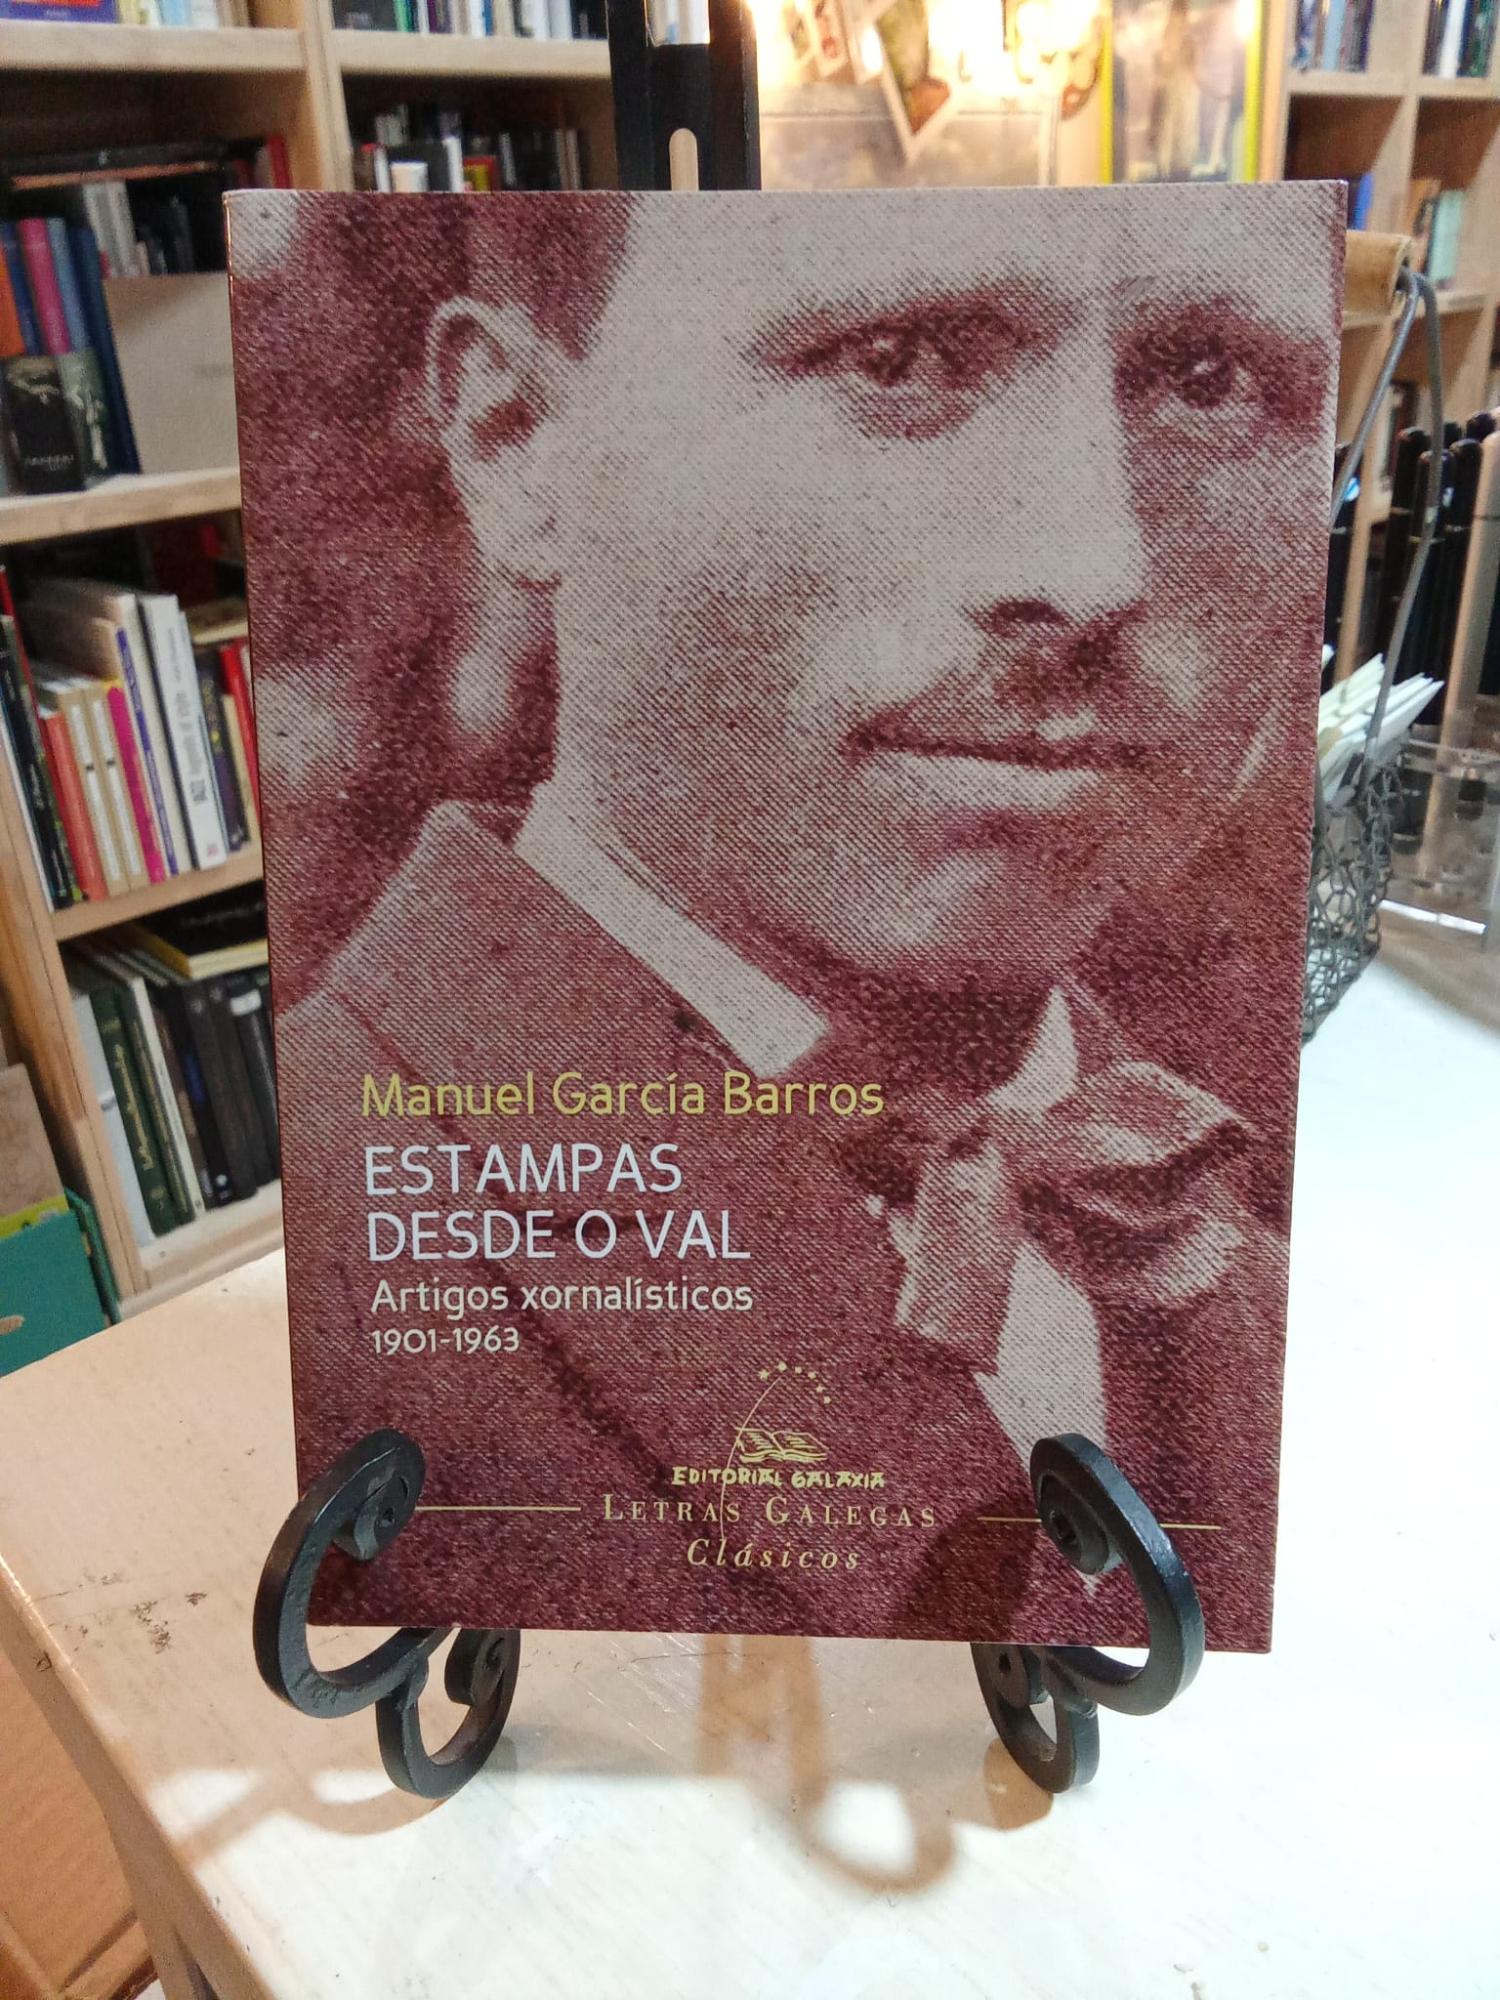 Manuel García Barros
ESTAMPAS
DESDE O VAL
Artigos xornalísticos
1901-1963
EDITORIAL GALAXIA
LETRAS GALEGAS
Clásicos